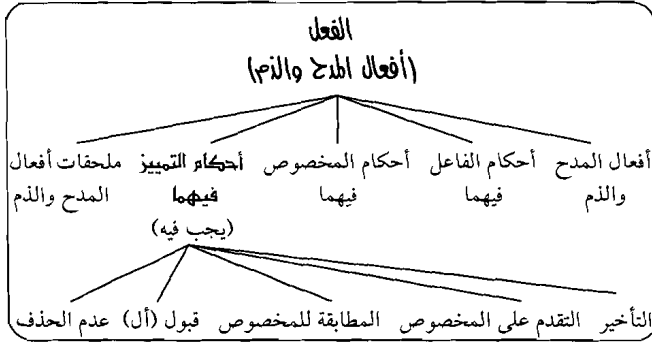 الفعل
(أفعال المدح والذم)
أفعال المدح أحكام الفاعل أحكام المخصوص أحكام التمييز ملحقات أفعال
والذم فيهما فيهما فيهما المدح والذم
(يجب فيه)
التأخير التقدم على المخصوص المطابقة للمخصوص قبول (أل) عدم الحذف